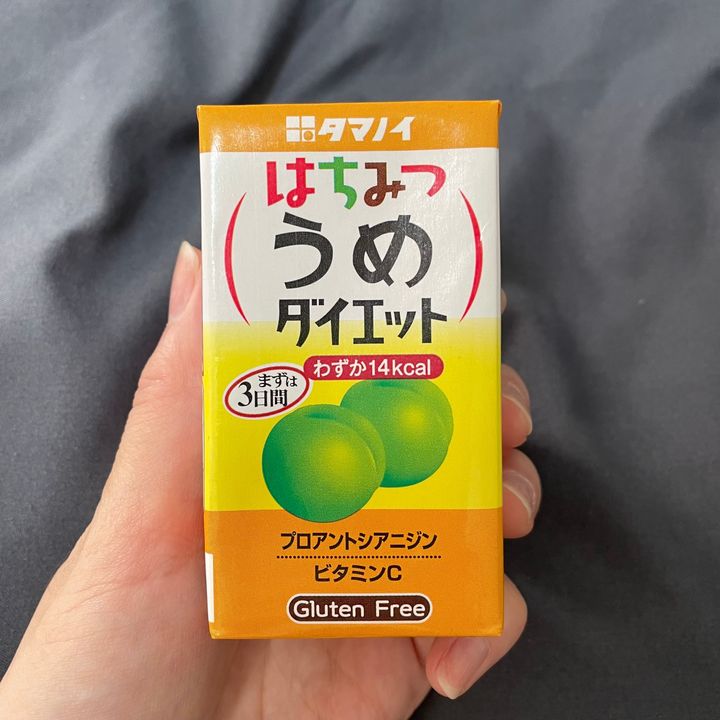 タマノイ
はちみつ
うめ
ダイエット
わずか14kcal
まずは
3日間
プロアントシアニジン
ビタミンC
Gluten Free